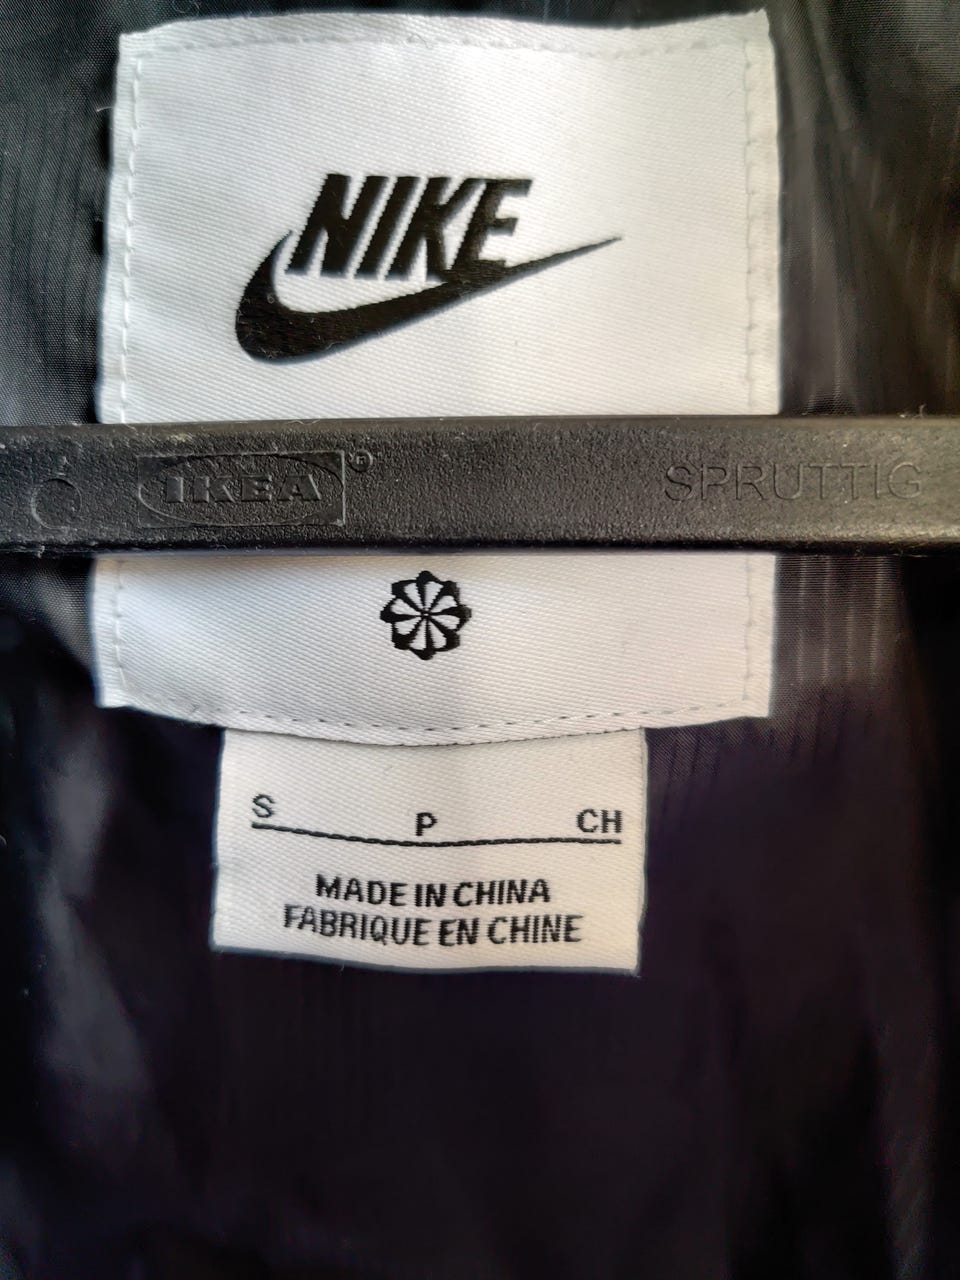 NIKE
IKEA® SPRUTTIG
S P CH
MADE IN CHINA
FABRIQUE EN CHINE